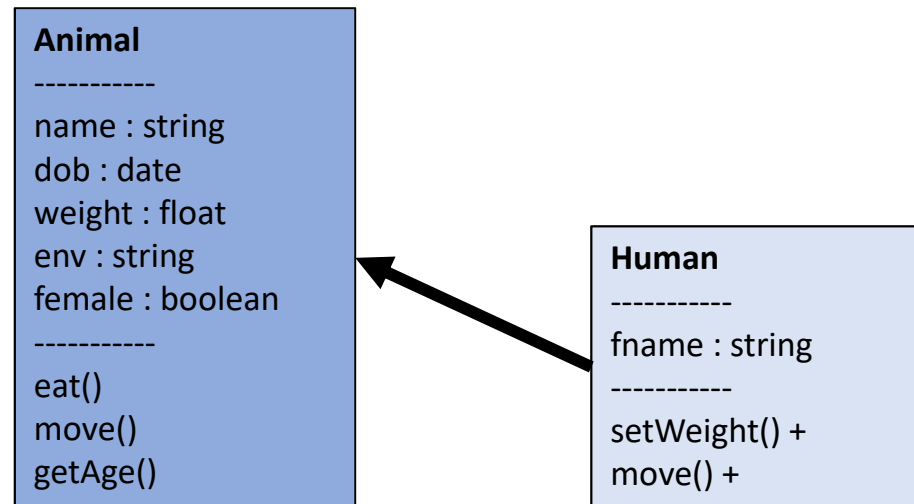 Animal
-----------
name : string
dob : date
weight : float
env : string
female : boolean
-----------
eat()
move()
getAge()
Human
-----------
fname : string
-----------
setWeight() +
move() +